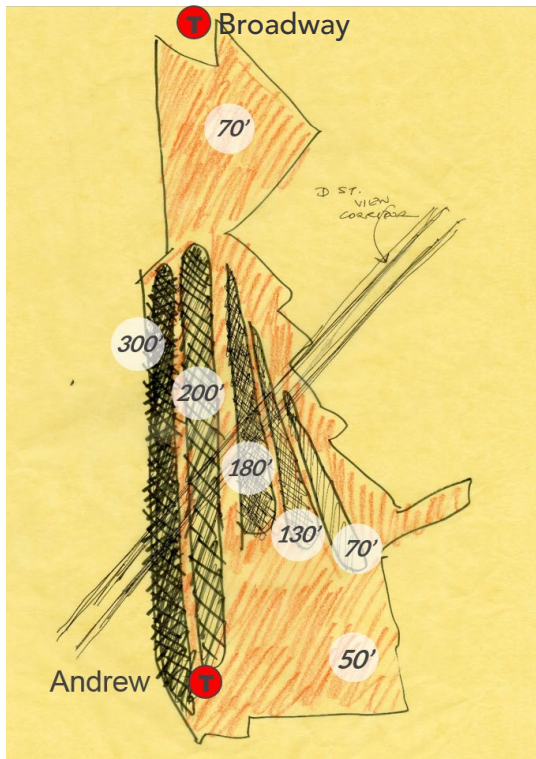 T Broadway
70'
D ST.
VIEW
CORRIDOR
300'
200'
180'
130'
70'
50'
Andrew T